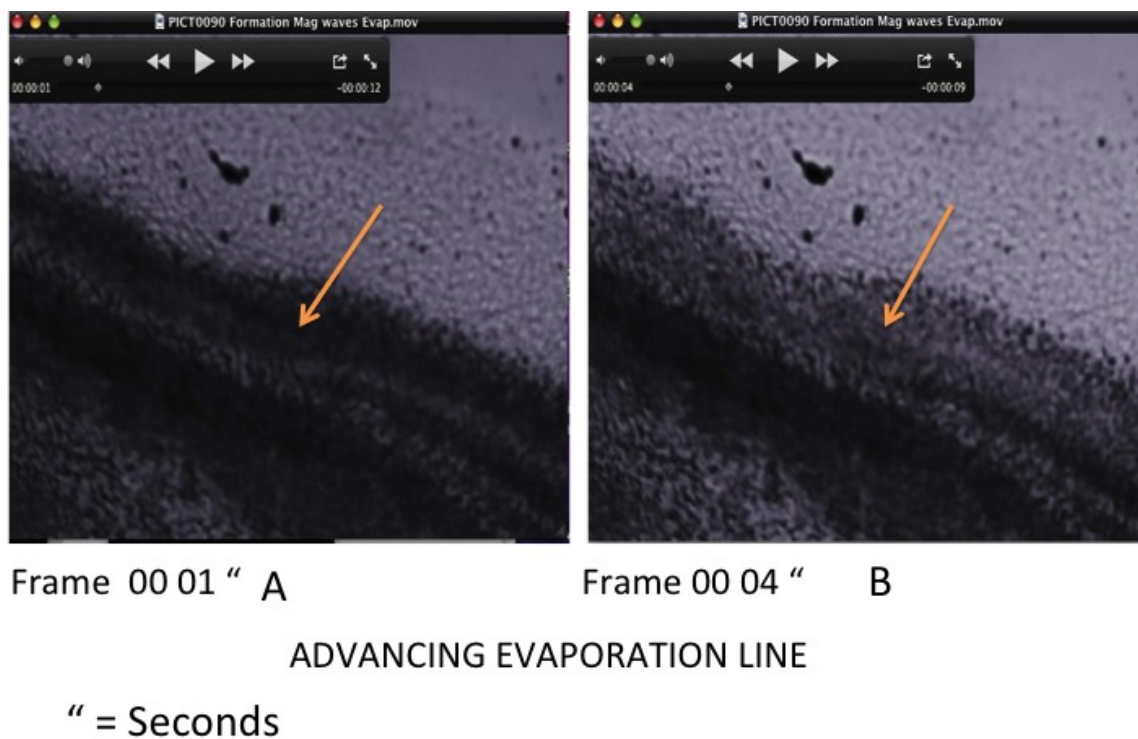 PICT0090 Formation Mag waves Evap.mov
00:00:01 -00:00:12
PICT0090 Formation Mag waves Evap.mov
00:00:04 -00:00:09
Frame  00 01 “ A
Frame 00 04 “ B
ADVANCING EVAPORATION LINE
“ = Seconds